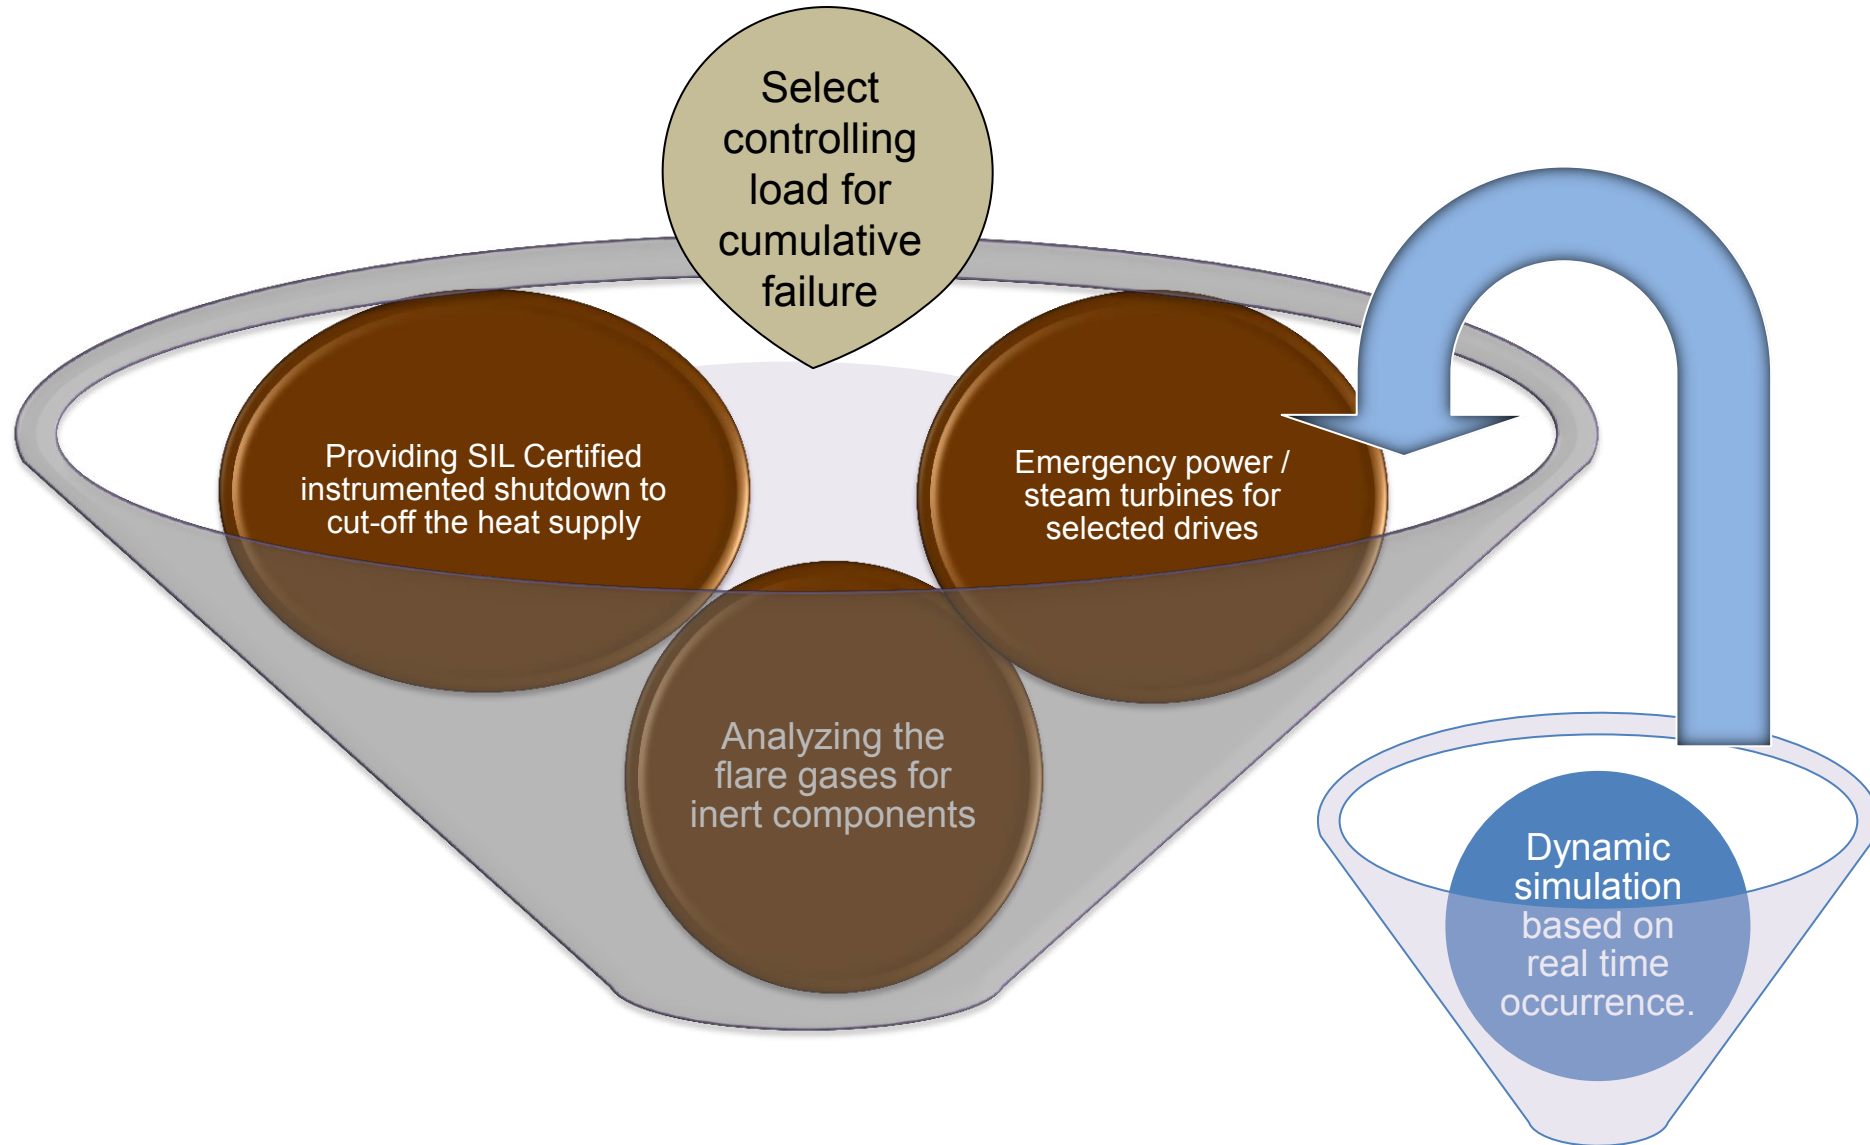 Select
controlling
load for
cumulative
failure
Providing SIL Certified
instrumented shutdown to
cut-off the heat supply
Emergency power /
steam turbines for
selected drives
Analyzing the
flare gases for
inert components
Dynamic
simulation
based on
real time
occurrence.